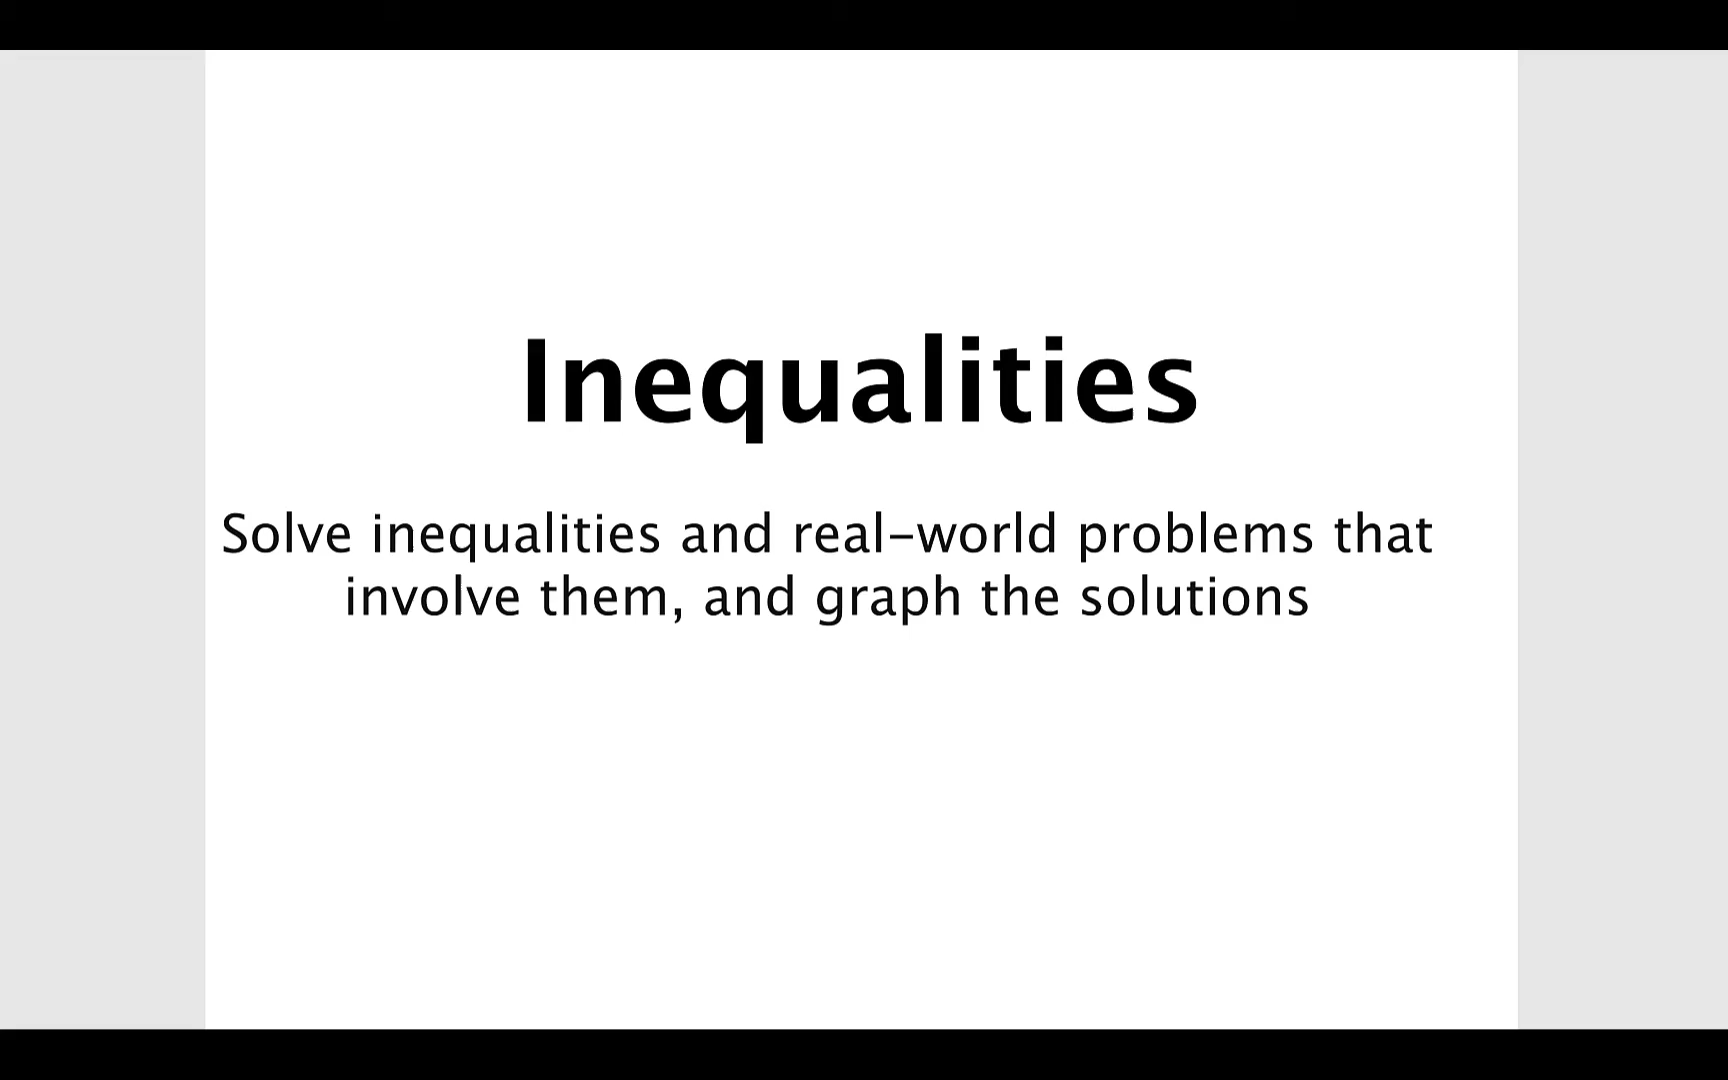 Inequalities
Solve inequalities and real-world problems that
involve them, and graph the solutions